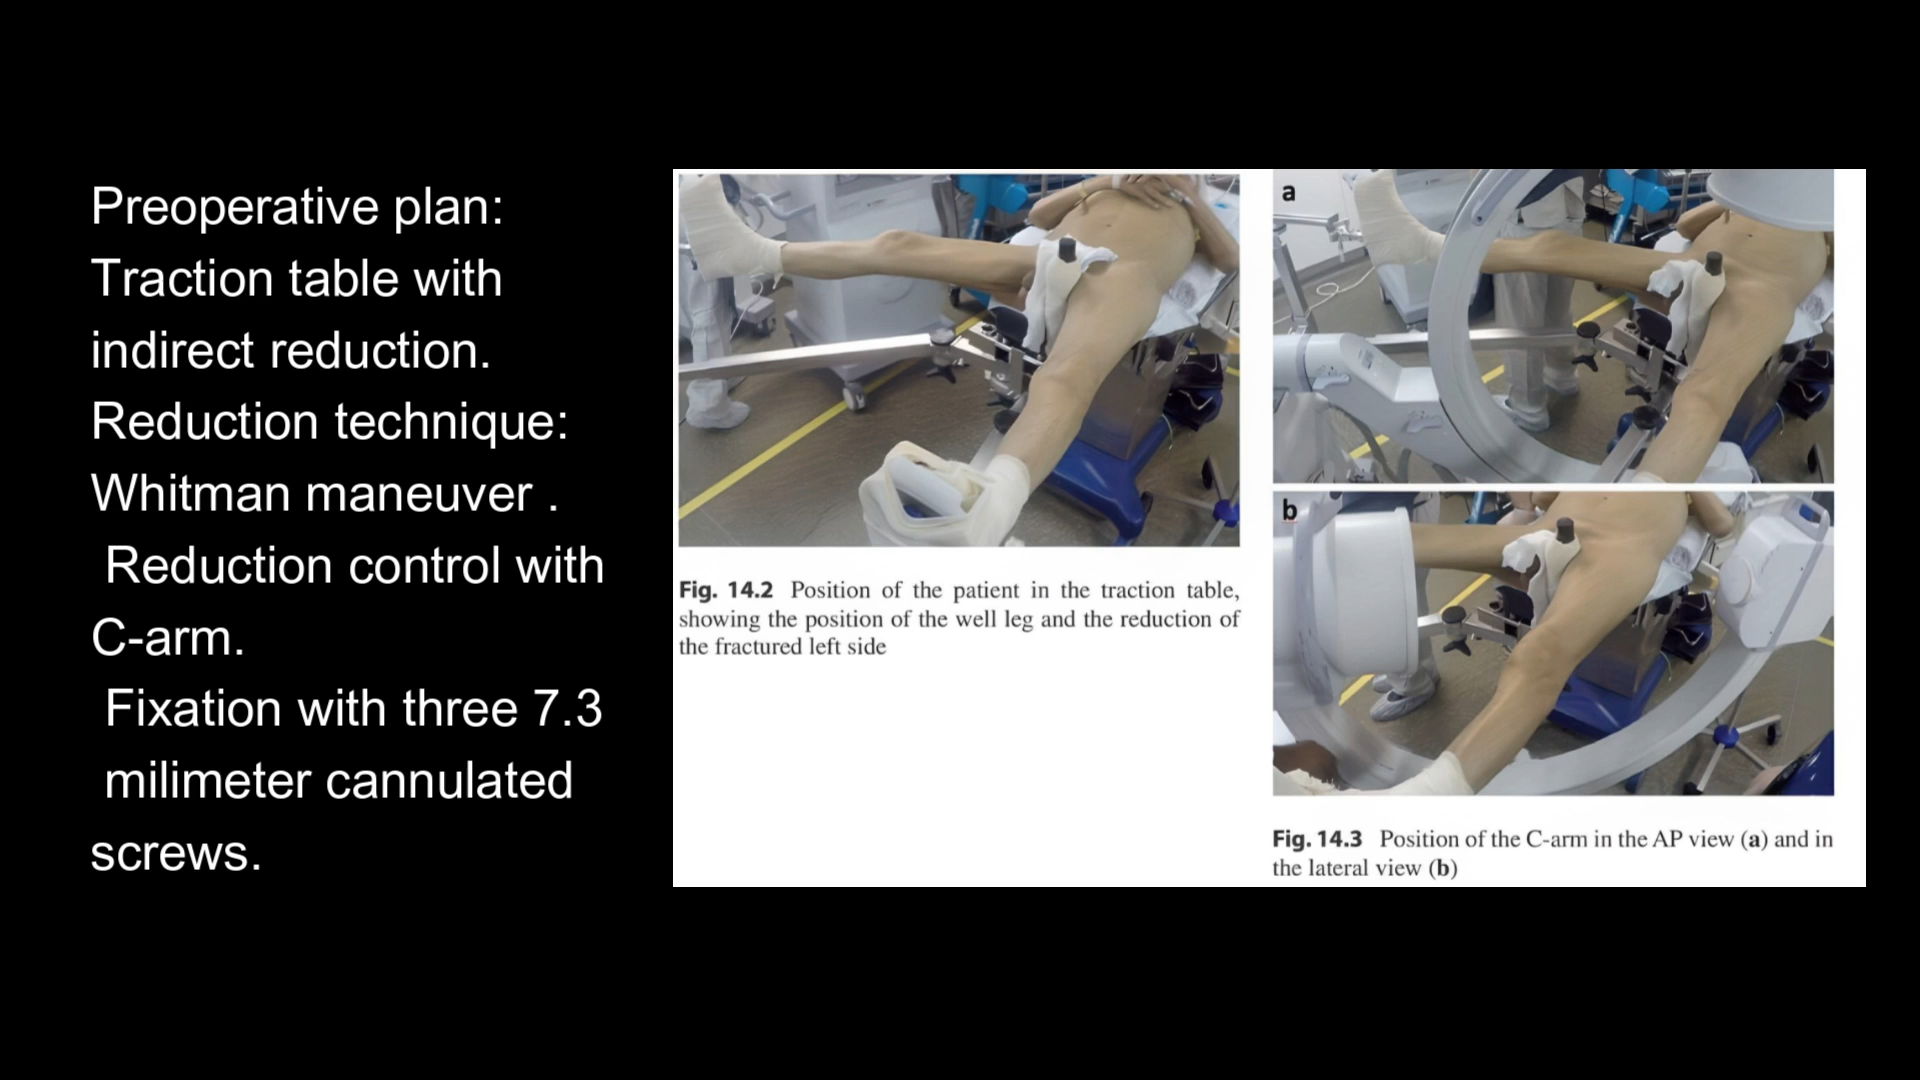 Preoperative plan:
Traction table with
indirect reduction.
Reduction technique:
Whitman maneuver .
Reduction control with
C-arm.
Fixation with three 7.3
milimeter cannulated
screws.
Fig. 14.2 Position of the patient in the traction table,
showing the position of the well leg and the reduction of
the fractured left side
a
b
Fig. 14.3 Position of the C-arm in the AP view (a) and in
the lateral view (b)